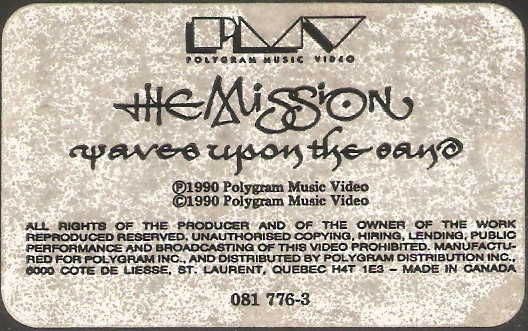 PMV
POLYGRAM MUSIC VIDEO
the Mission
waves upon the sand
Ⓟ1990 Polygram Music Video
©1990 Polygram Music Video
ALL RIGHTS OF THE PRODUCER AND OF THE OWNER OF THE WORK
REPRODUCED RESERVED. UNAUTHORISED COPYING, HIRING, LENDING, PUBLIC
PERFORMANCE AND BROADCASTING OF THIS VIDEO PROHIBITED. MANUFACTU-
RED FOR POLYGRAM INC., AND DISTRIBUTED BY POLYGRAM DISTRIBUTION INC.,
6000 COTE DE LIESSE, ST. LAURENT, QUEBEC H4T 1E3 – MADE IN CANADA
081 776-3